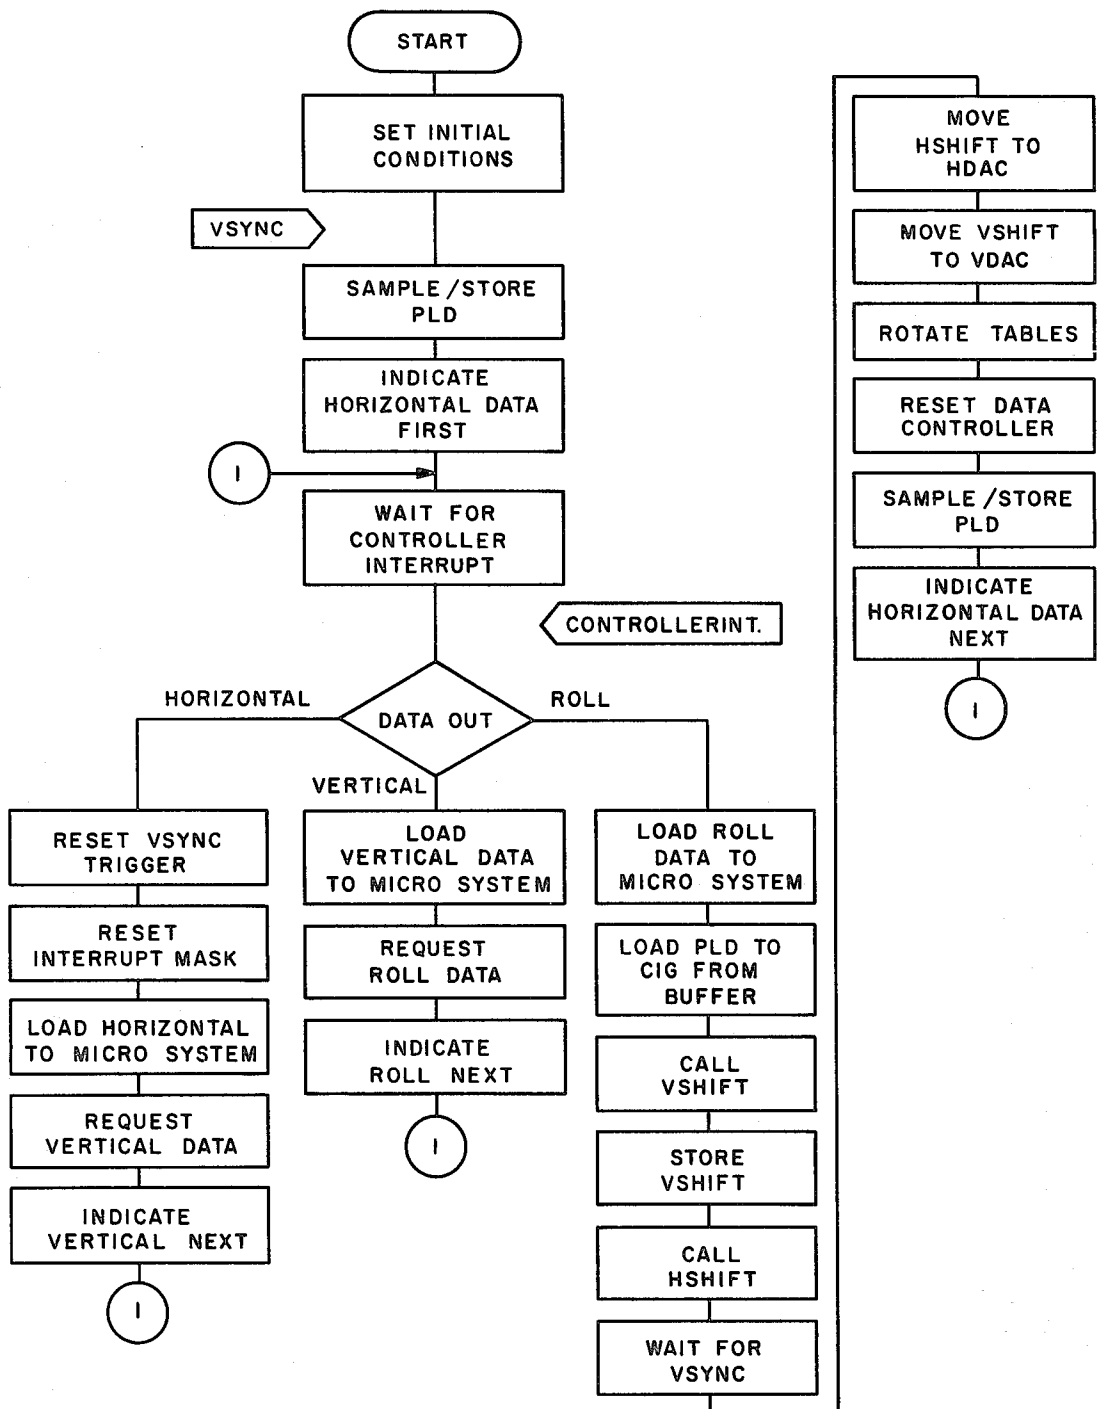 START
SET INITIAL
CONDITIONS
VSYNC
SAMPLE/STORE
PLD
INDICATE
HORIZONTAL DATA
FIRST
1
WAIT FOR
CONTROLLER
INTERRUPT
CONTROLLERINT.
HORIZONTAL
DATA OUT
ROLL
VERTICAL
RESET VSYNC
TRIGGER
RESET
INTERRUPT MASK
LOAD HORIZONTAL
TO MICRO SYSTEM
REQUEST
VERTICAL DATA
INDICATE
VERTICAL NEXT
1
LOAD
VERTICAL DATA
TO MICRO SYSTEM
REQUEST
ROLL DATA
INDICATE
ROLL NEXT
1
LOAD ROLL
DATA TO
MICRO SYSTEM
LOAD PLD TO
CIG FROM
BUFFER
CALL
VSHIFT
STORE
VSHIFT
CALL
HSHIFT
WAIT FOR
VSYNC
MOVE
HSHIFT TO
HDAC
MOVE VSHIFT
TO VDAC
ROTATE TABLES
RESET DATA
CONTROLLER
SAMPLE/STORE
PLD
INDICATE
HORIZONTAL DATA
NEXT
1